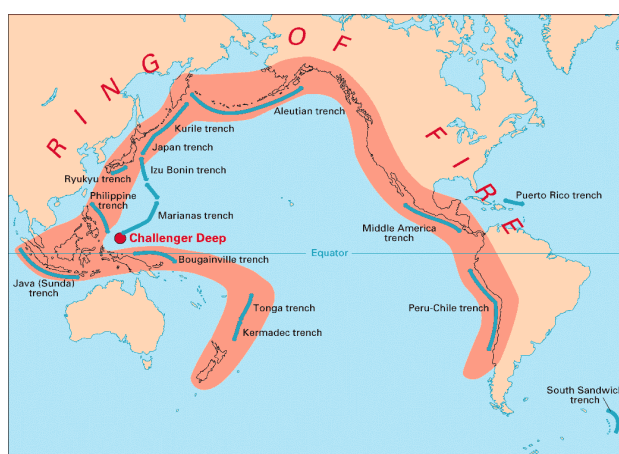 RING OF FIRE
Aleutian trench
Kurile trench
Japan trench
Izu Bonin trench
Ryukyu trench
Philippine
trench
Marianas trench
Challenger Deep
Bougainville trench
Equator
Java (Sunda)
trench
Tonga trench
Kermadec trench
Puerto Rico trench
Middle America
trench
Peru-Chile trench
South Sandwich
trench